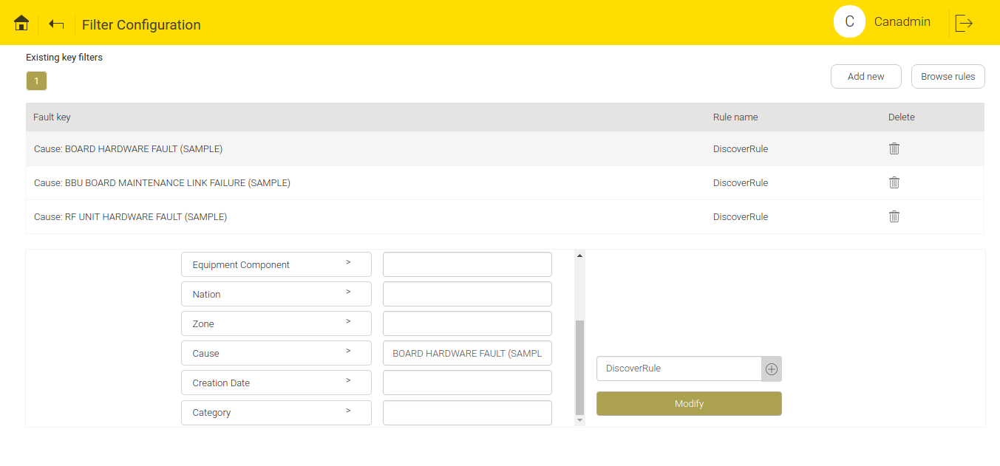 Filter Configuration
C
Canadmin
Existing key filters
1
Add new
Browse rules
Fault key
Rule name
Delete
Cause: BOARD HARDWARE FAULT (SAMPLE)
DiscoverRule
Cause: BBU BOARD MAINTENANCE LINK FAILURE (SAMPLE)
DiscoverRule
Cause: RF UNIT HARDWARE FAULT (SAMPLE)
DiscoverRule
Equipment Component >
Nation >
Zone >
Cause >
BOARD HARDWARE FAULT (SAMPL
Creation Date >
Category >
DiscoverRule
Modify